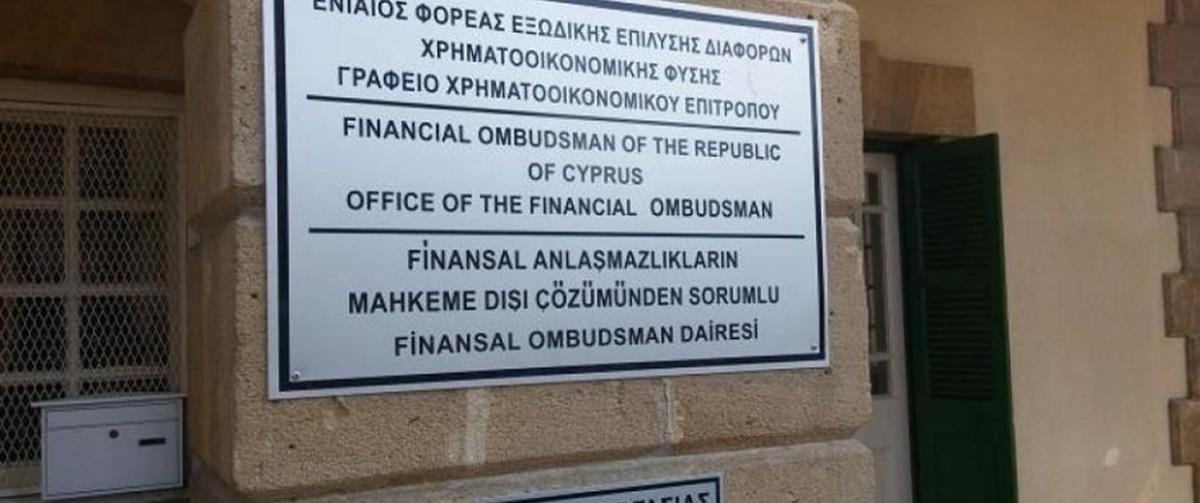 ΕΝΙΑΙΟΣ ΦΟΡΕΑΣ ΕΞΩΔΙΚΗΣ ΕΠΙΛΥΣΗΣ ΔΙΑΦΟΡΩΝ
ΧΡΗΜΑΤΟΟΙΚΟΝΟΜΙΚΗΣ ΦΥΣΗΣ
ΓΡΑΦΕΙΟ ΧΡΗΜΑΤΟΟΙΚΟΝΟΜΙΚΟΥ ΕΠΙΤΡΟΠΟΥ
FINANCIAL OMBUDSMAN OF THE REPUBLIC
OF CYPRUS
OFFICE OF THE FINANCIAL OMBUDSMAN
FİNANSAL ANLAŞMAZLIKLARIN
MAHKEME DIŞI ÇÖZÜMÜNDEN SORUMLU
FİNANSAL OMBUDSMAN DAİRESİ